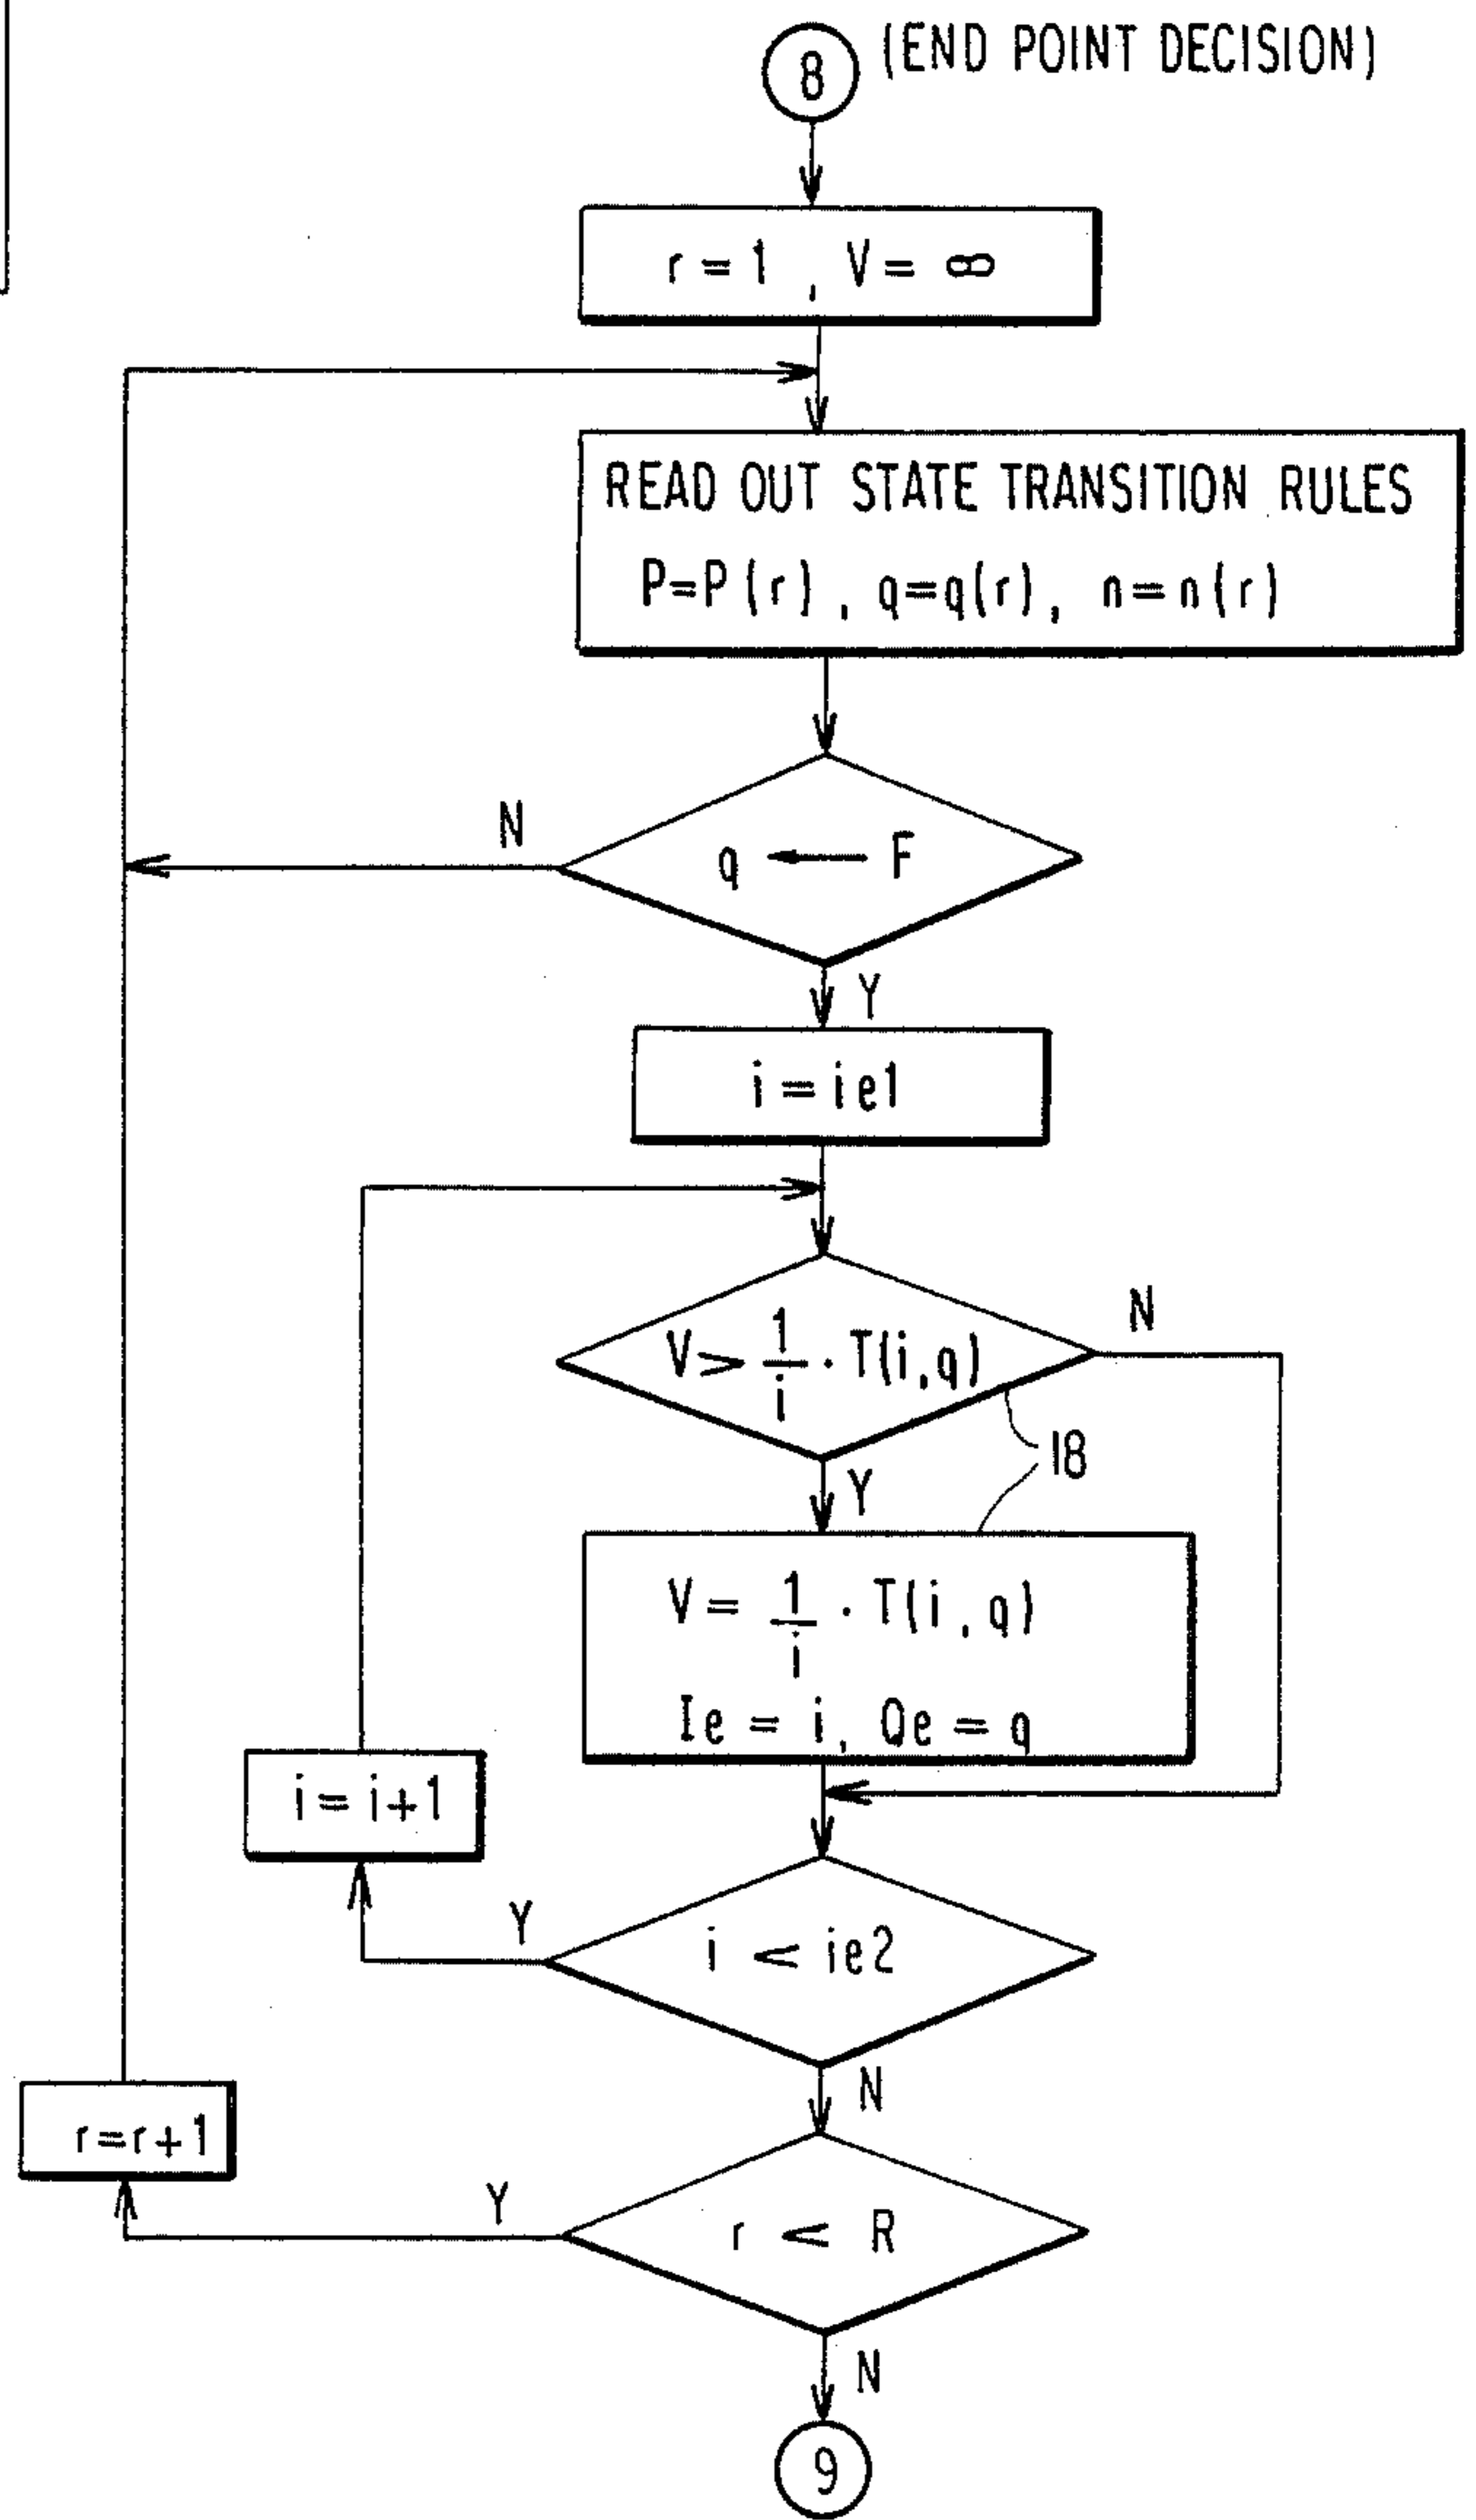 8 (END POINT DECISION)
r = 1 , V = ∞
READ OUT STATE TRANSITION RULES
P=P(r), q=q(r), n=n(r)
N
q ← F
Y
i = ie1
N
V > 1/i · T(i,q)
18
Y
V = 1/i · T(i,q)
Ie = i, Qe = q
i = i+1
Y
i < ie2
N
r=r+1
Y
r < R
N
9